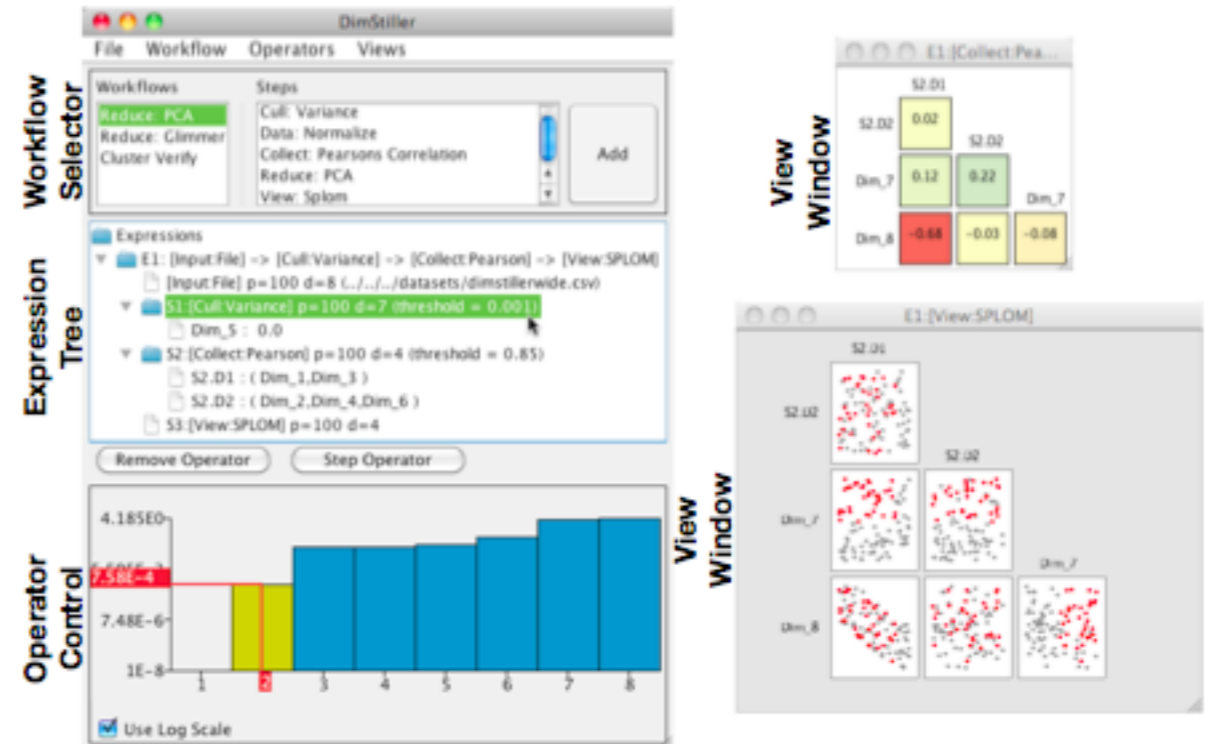 DimStiller
File Workflow Operators Views
Workflow Selector
Workflows
Reduce: PCA
Reduce: Glimmer
Cluster Verify
Steps
Cull: Variance
Data: Normalize
Collect: Pearsons Correlation
Reduce: PCA
View: Splom
Add
Expression Tree
Expressions
E1: [Input:File] -> [Cull:Variance] -> [Collect:Pearson] -> [View:SPLOM]
[Input:File] p=100 d=8 (../../../datasets/dimstillerwide.csv)
S1:[Cull:Variance] p=100 d=7 (threshold = 0.001)
Dim_5 : 0.0
S2:[Collect:Pearson] p=100 d=4 (threshold = 0.85)
S2.D1 : ( Dim_1,Dim_3 )
S2.D2 : ( Dim_2,Dim_4,Dim_6 )
S3:[View:SPLOM] p=100 d=4
Remove Operator Step Operator
Operator Control
4.185E0
7.58E-4
7.48E-6
1E-8
1 2 3 4 5 6 7 8
Use Log Scale
View Window
E1:[Collect:Pea...
S2.D1
S2.D2 0.02
S2.D2
Dim_7 0.12 0.22
Dim_7
Dim_8 -0.68 -0.03 -0.08
View Window
E1:[View:SPLOM]
S2.D1
S2.D2
S2.D2
Dim_7
Dim_7
Dim_8